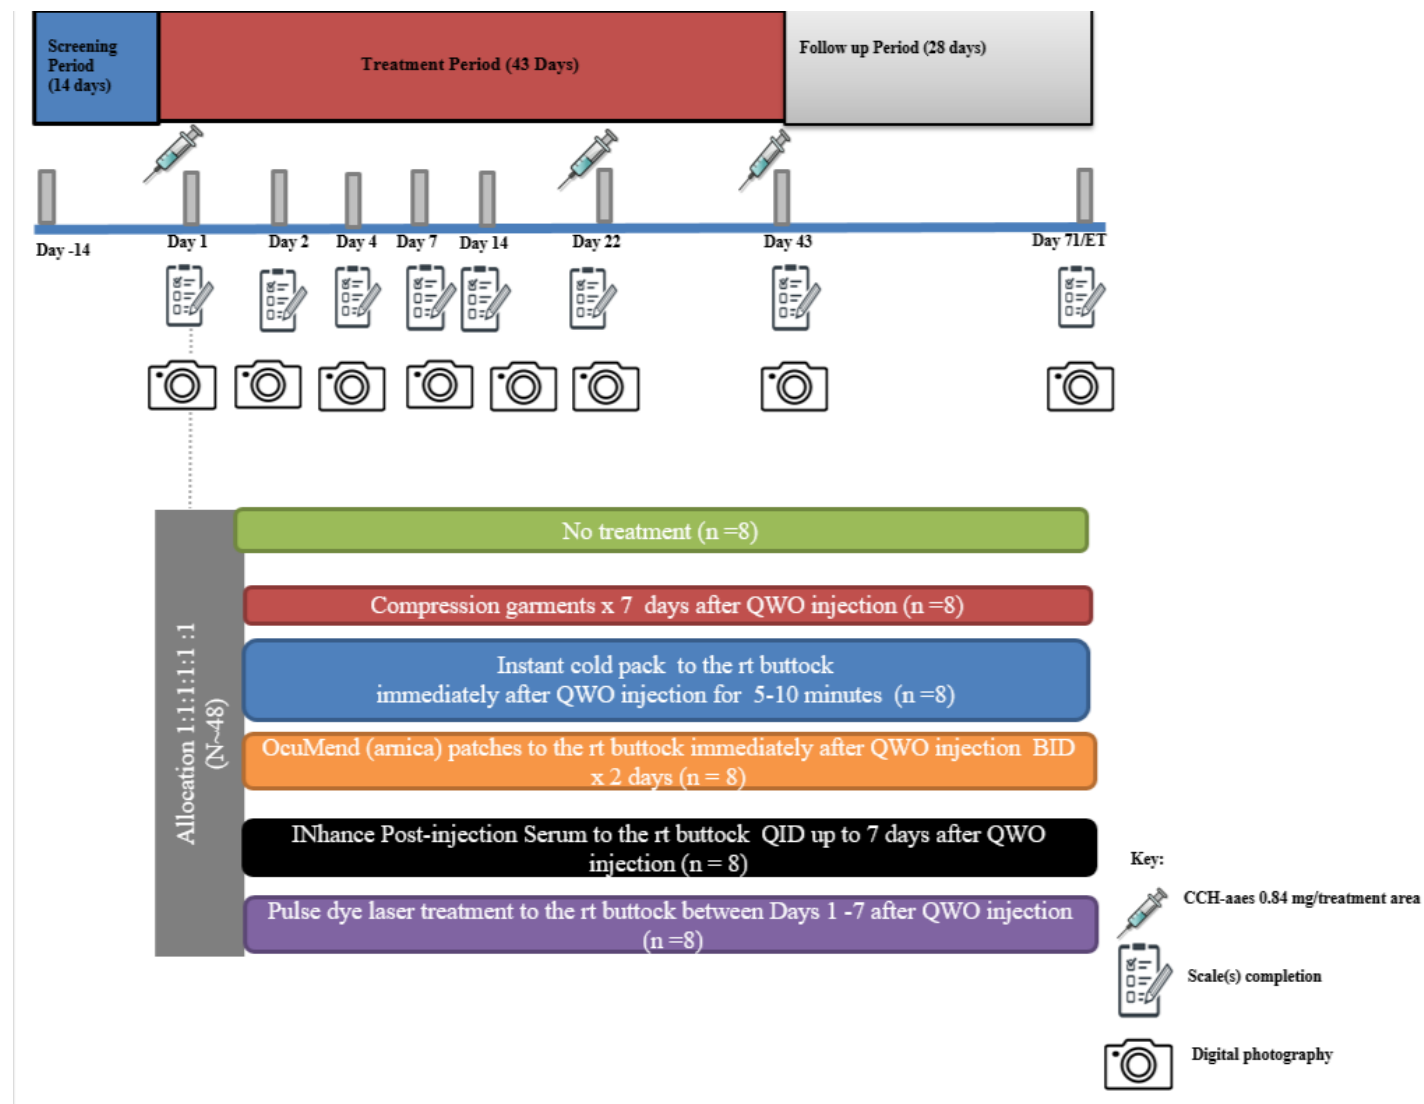 Screening
Period
(14 days)
Treatment Period (43 Days)
Follow up Period (28 days)
Day -14
Day 1
Day 2
Day 4
Day 7
Day 14
Day 22
Day 43
Day 71/ET
Allocation 1:1:1:1:1 :1
(N~48)
No treatment (n =8)
Compression garments x 7 days after QWO injection (n =8)
Instant cold pack to the rt buttock
immediately after QWO injection for 5-10 minutes (n =8)
OcuMend (arnica) patches to the rt buttock immediately after QWO injection BID
x 2 days (n = 8)
INhance Post-injection Serum to the rt buttock QID up to 7 days after QWO
injection (n = 8)
Pulse dye laser treatment to the rt buttock between Days 1 -7 after QWO injection
(n =8)
Key:
CCH-aaes 0.84 mg/treatment area
Scale(s) completion
Digital photography